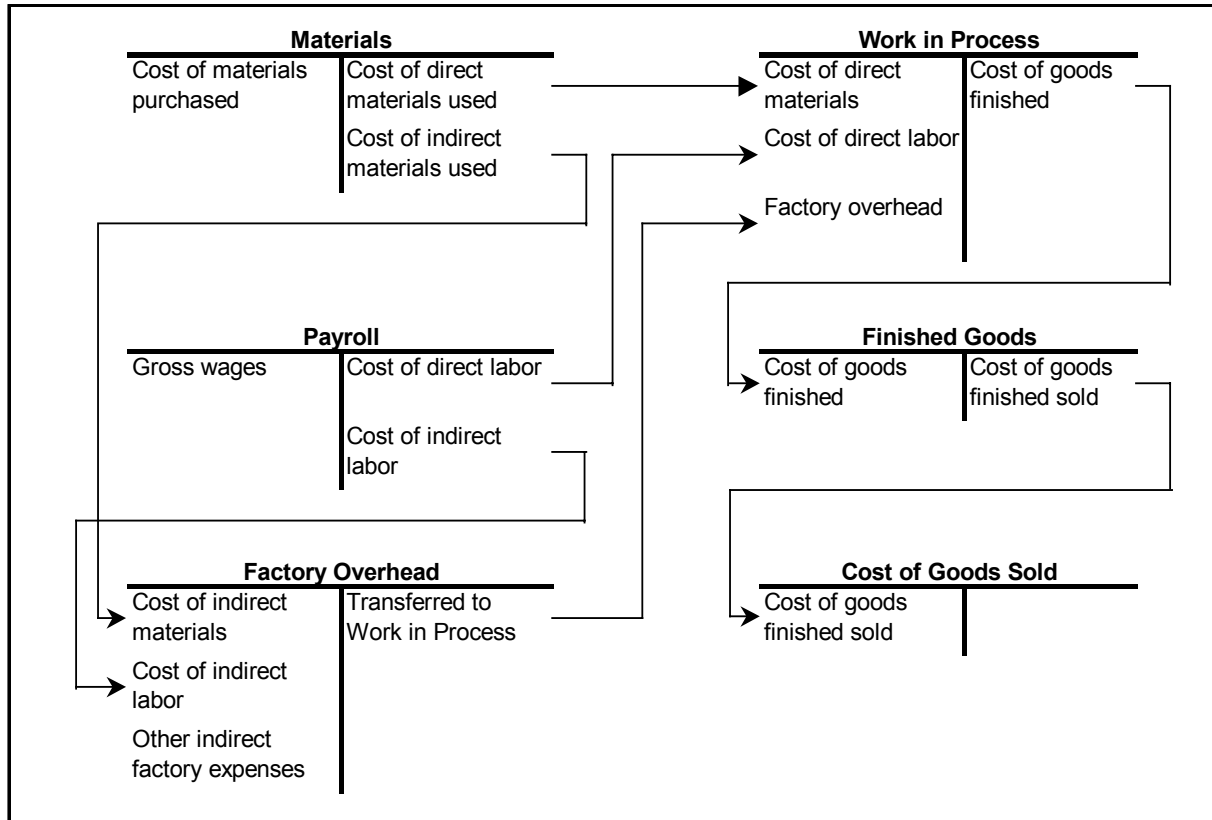 Materials
Cost of materials
purchased
Cost of direct
materials used
Cost of indirect
materials used
Work in Process
Cost of direct
materials
Cost of direct labor
Factory overhead
Cost of goods
finished
Payroll
Gross wages
Cost of direct labor
Cost of indirect
labor
Finished Goods
Cost of goods
finished
Cost of goods
finished sold
Factory Overhead
Cost of indirect
materials
Cost of indirect
labor
Other indirect
factory expenses
Transferred to
Work in Process
Cost of Goods Sold
Cost of goods
finished sold